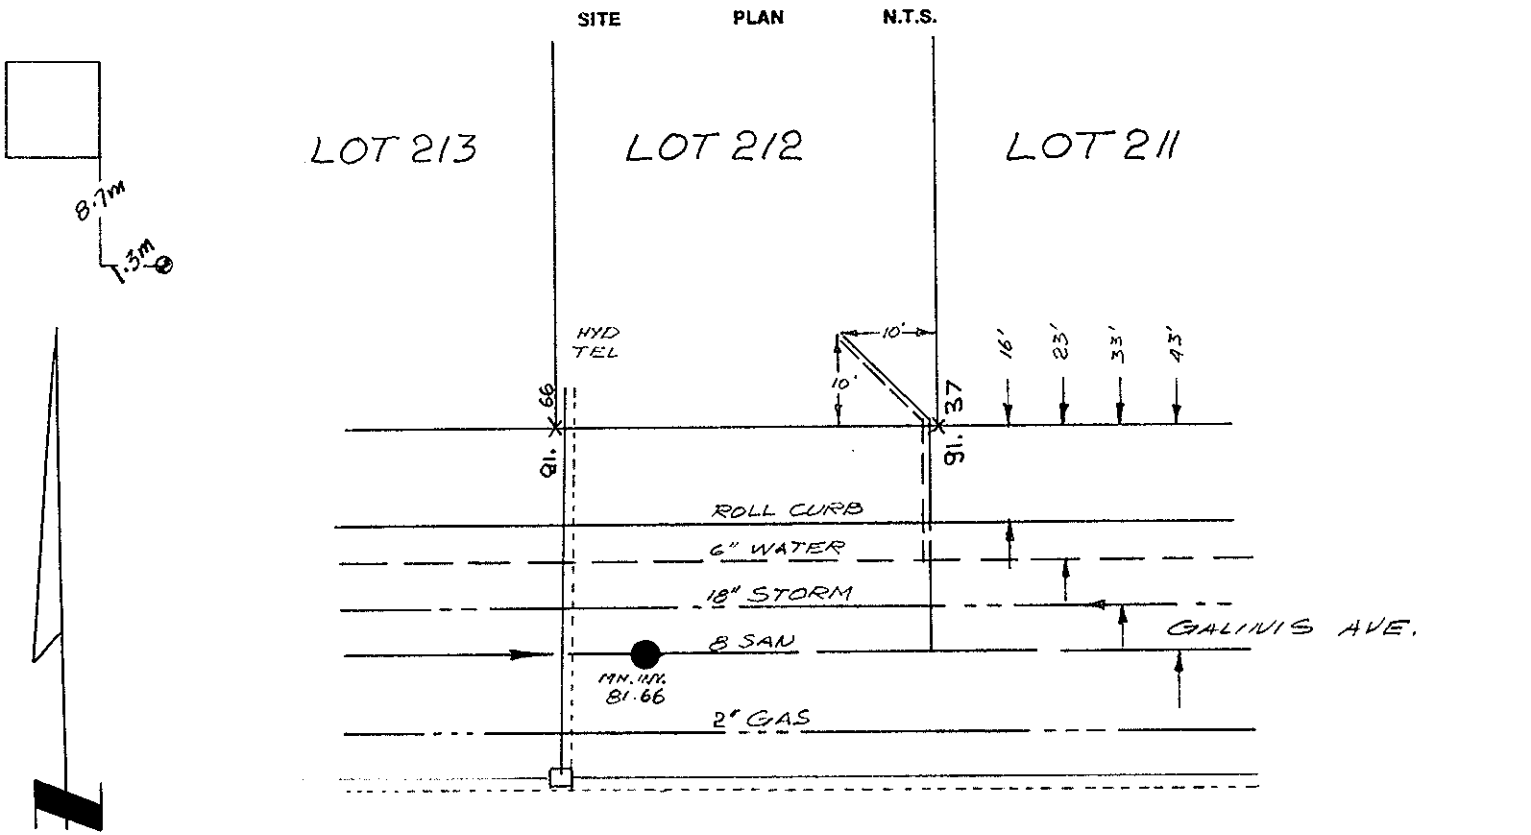 SITE PLAN N.T.S.
LOT 213 LOT 212 LOT 211
8.7m
1.3m
HYD
TEL
10'
10'
16' 23' 33' 43'
81. 66
91. 37
ROLL CURB
6" WATER
18" STORM
8 SAN
GALINIS AVE.
MN. INV.
81.66
2" GAS